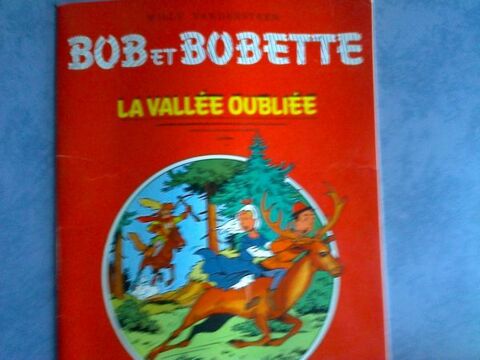 WILLY VANDERSTEEN
BOB ET BOBETTE
LA VALLÉE OUBLIÉE